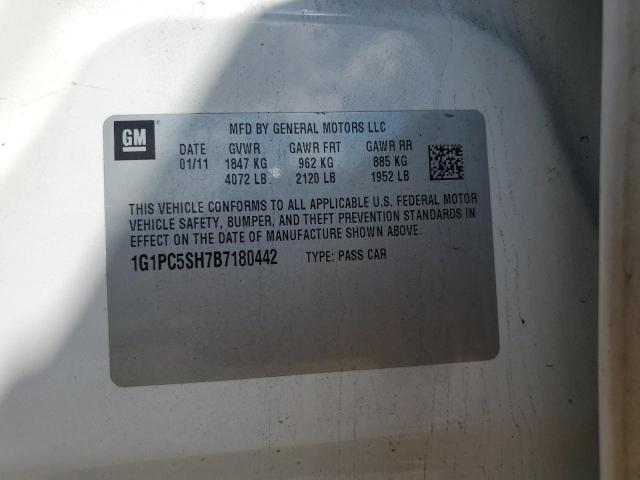 GM
MFD BY GENERAL MOTORS LLC
DATE GVWR GAWR FRT GAWR RR
01/11 1847 KG 962 KG 885 KG
4072 LB 2120 LB 1952 LB
THIS VEHICLE CONFORMS TO ALL APPLICABLE U.S. FEDERAL MOTOR
VEHICLE SAFETY, BUMPER, AND THEFT PREVENTION STANDARDS IN
EFFECT ON THE DATE OF MANUFACTURE SHOWN ABOVE.
1G1PC5SH7B7180442 TYPE: PASS CAR